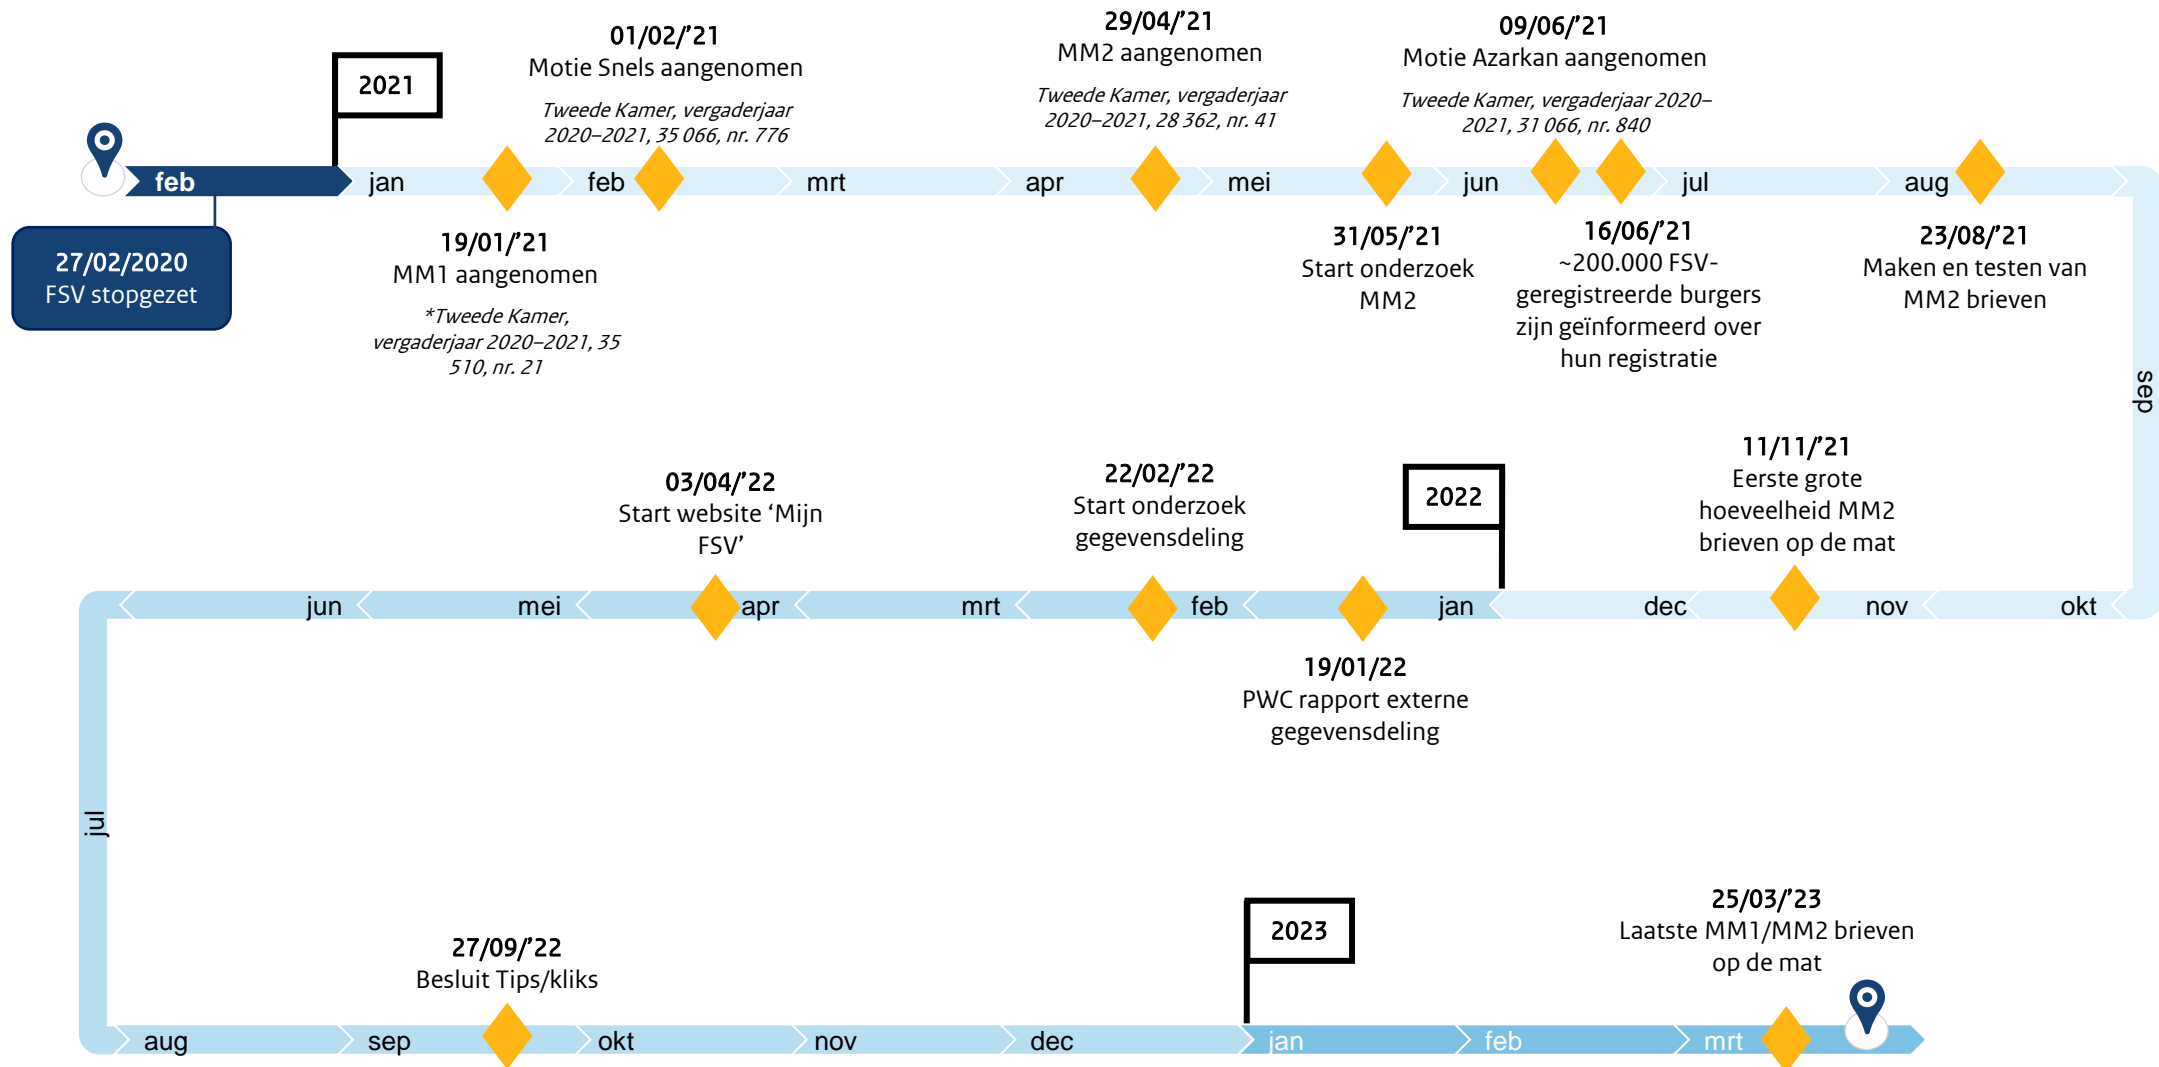 2021
01/02/'21
Motie Snels aangenomen
Tweede Kamer, vergaderjaar
2020–2021, 35 066, nr. 776
29/04/'21
MM2 aangenomen
Tweede Kamer, vergaderjaar
2020–2021, 28 362, nr. 41
09/06/'21
Motie Azarkan aangenomen
Tweede Kamer, vergaderjaar 2020–
2021, 31 066, nr. 840
feb
jan
feb
mrt
apr
mei
jun
jul
aug
27/02/2020
FSV stopgezet
19/01/'21
MM1 aangenomen
*Tweede Kamer,
vergaderjaar 2020–2021, 35
510, nr. 21
31/05/'21
Start onderzoek
MM2
16/06/'21
~200.000 FSV-
geregistreerde burgers
zijn geïnformeerd over
hun registratie
23/08/'21
Maken en testen van
MM2 brieven
sep
03/04/'22
Start website ‘Mijn
FSV’
22/02/'22
Start onderzoek
gegevensdeling
2022
11/11/'21
Eerste grote
hoeveelheid MM2
brieven op de mat
jun
mei
apr
mrt
feb
jan
dec
nov
okt
19/01/22
PWC rapport externe
gegevensdeling
jul
27/09/'22
Besluit Tips/kliks
2023
25/03/'23
Laatste MM1/MM2 brieven
op de mat
aug
sep
okt
nov
dec
jan
feb
mrt